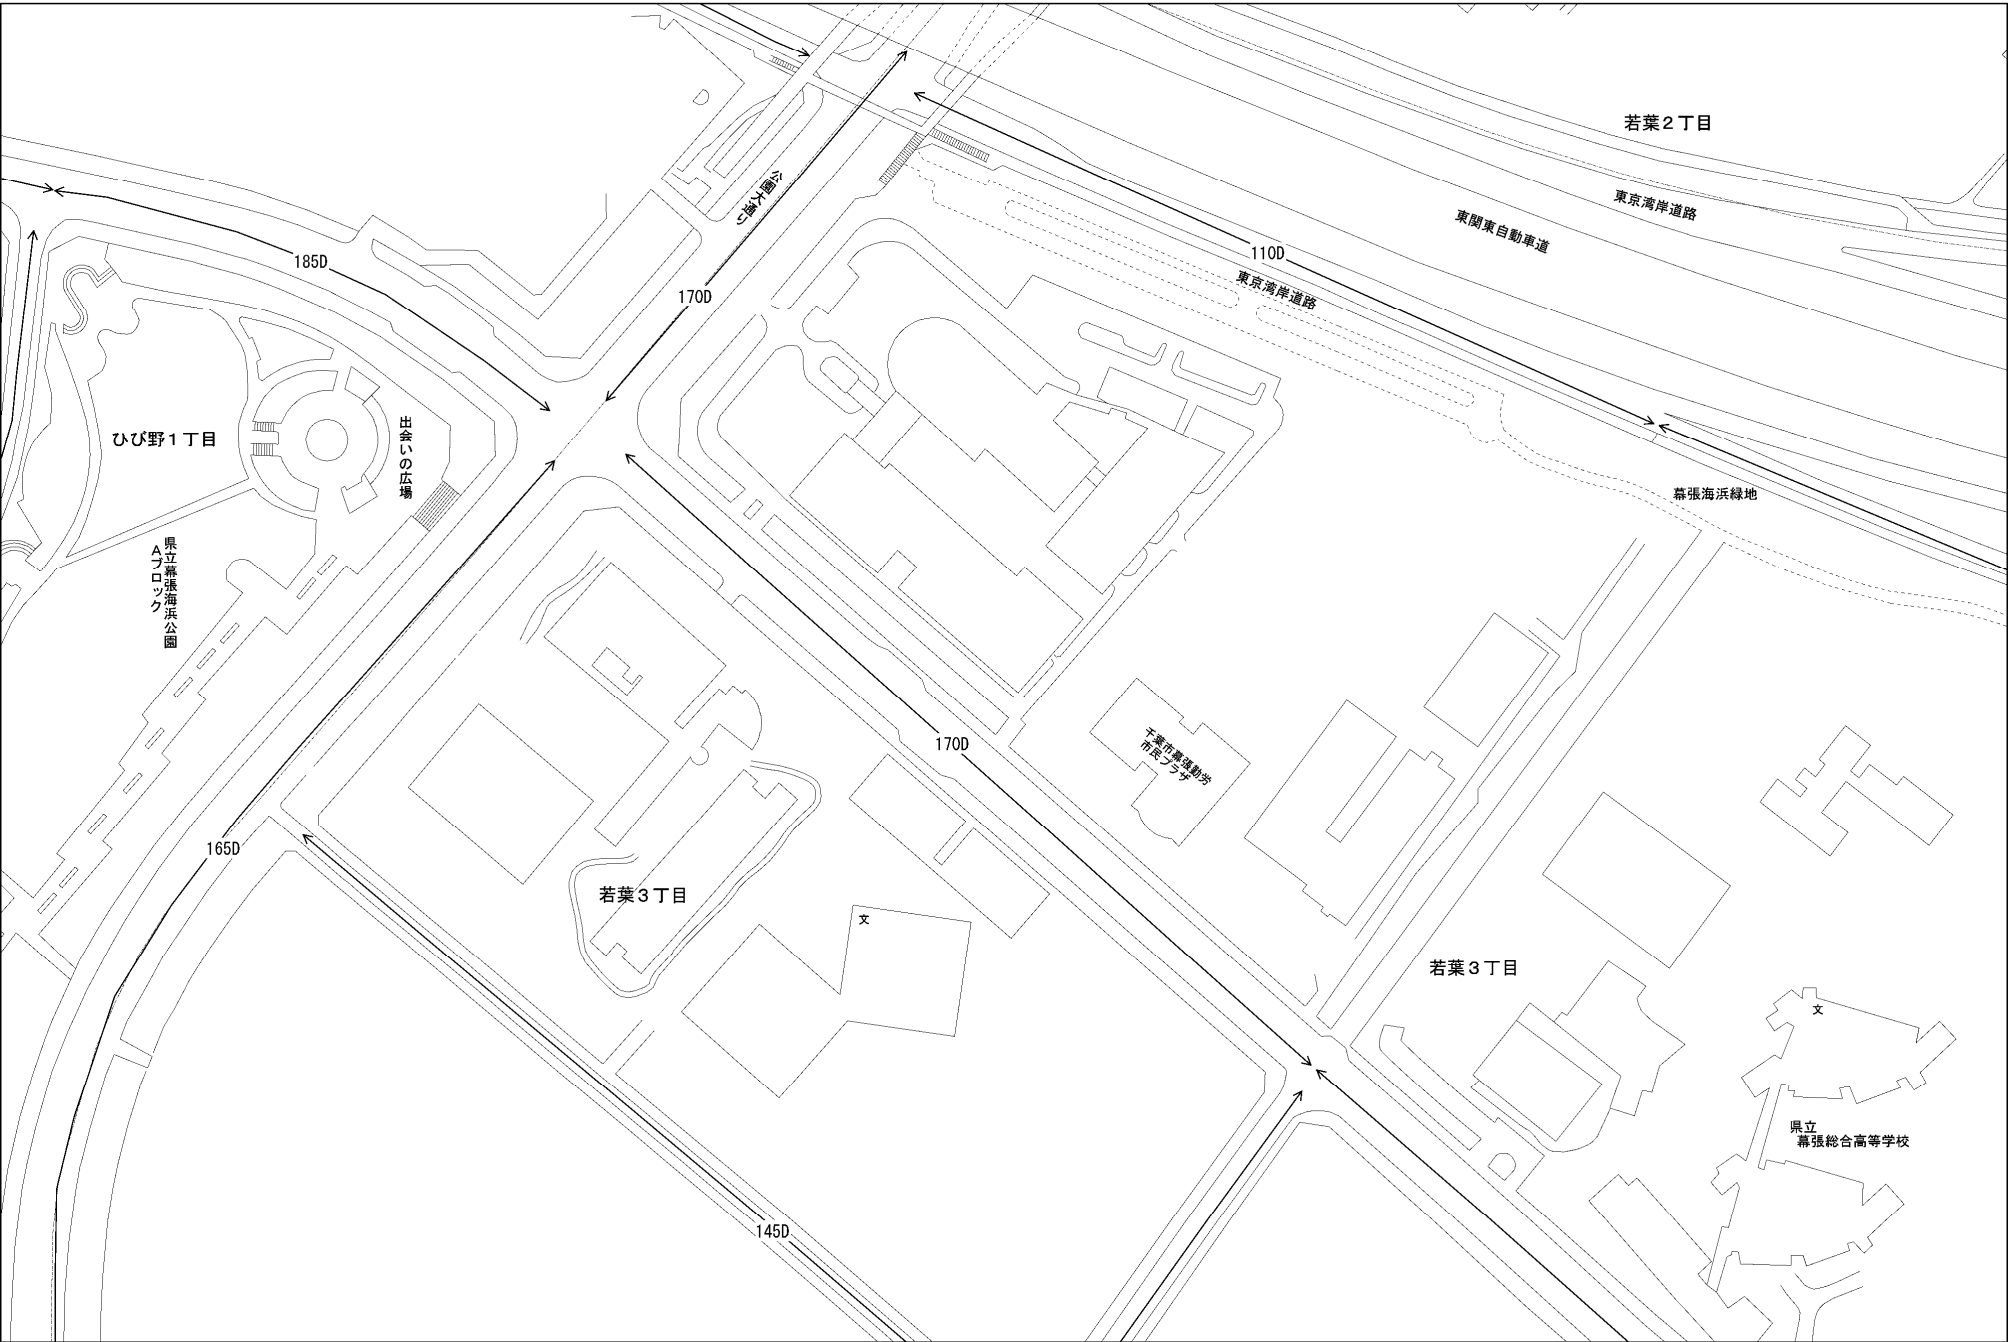 若葉２丁目
公園大通り
東京湾岸道路
東関東自動車道
110D
185D
東京湾岸道路
170D
ひび野１丁目
出会いの広場
幕張海浜緑地
県立幕張海浜公園
Ａブロック
170D
千葉市幕張勤労
市民プラザ
165D
若葉３丁目
文
若葉３丁目
文
県立
幕張総合高等学校
145D